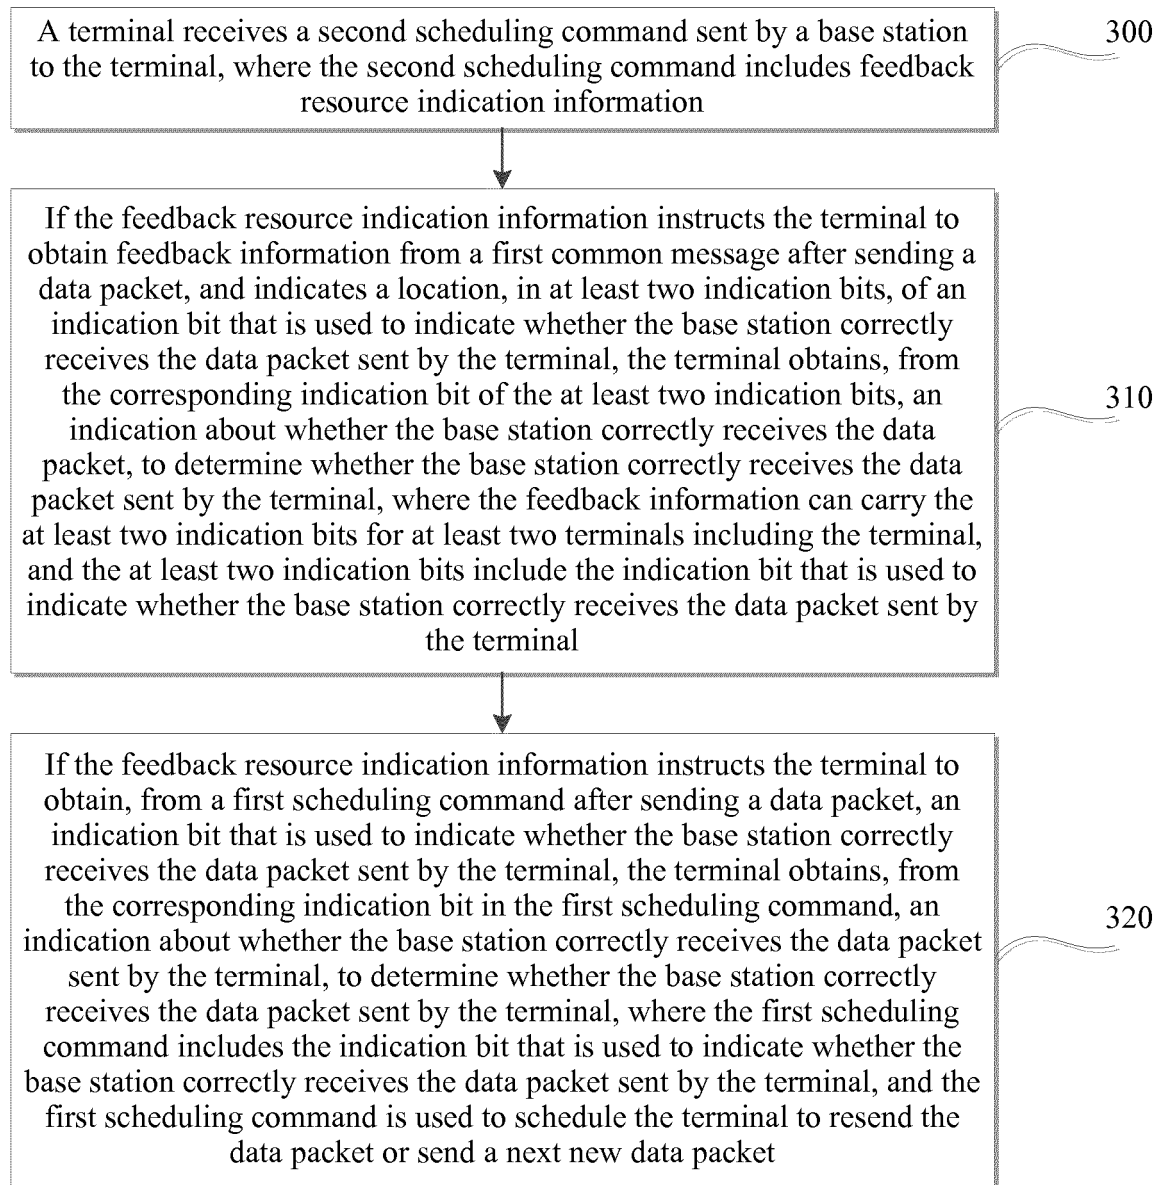 A terminal receives a second scheduling command sent by a base station
to the terminal, where the second scheduling command includes feedback
resource indication information
300
If the feedback resource indication information instructs the terminal to
obtain feedback information from a first common message after sending a
data packet, and indicates a location, in at least two indication bits, of an
indication bit that is used to indicate whether the base station correctly
receives the data packet sent by the terminal, the terminal obtains, from
the corresponding indication bit of the at least two indication bits, an
indication about whether the base station correctly receives the data
packet, to determine whether the base station correctly receives the data
packet sent by the terminal, where the feedback information can carry the
at least two indication bits for at least two terminals including the terminal,
and the at least two indication bits include the indication bit that is used to
indicate whether the base station correctly receives the data packet sent by
the terminal
310
If the feedback resource indication information instructs the terminal to
obtain, from a first scheduling command after sending a data packet, an
indication bit that is used to indicate whether the base station correctly
receives the data packet sent by the terminal, the terminal obtains, from
the corresponding indication bit in the first scheduling command, an
indication about whether the base station correctly receives the data packet
sent by the terminal, to determine whether the base station correctly
receives the data packet sent by the terminal, where the first scheduling
command includes the indication bit that is used to indicate whether the
base station correctly receives the data packet sent by the terminal, and the
first scheduling command is used to schedule the terminal to resend the
data packet or send a next new data packet
320